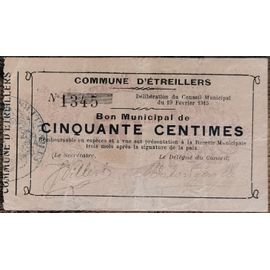 COMMUNE D'ÉTREILLERS
COMMUNE D'ÉTREILLERS
N° 1345
Délibération du Conseil Municipal
du 19 Février 1915
Bon Municipal de
CINQUANTE CENTIMES
Remboursable en espèces et à vue sur présentation à la Recette Municipale
trois mois après la signature de la paix.
(Le Secrétaire,
Le Délégué du Conseil;